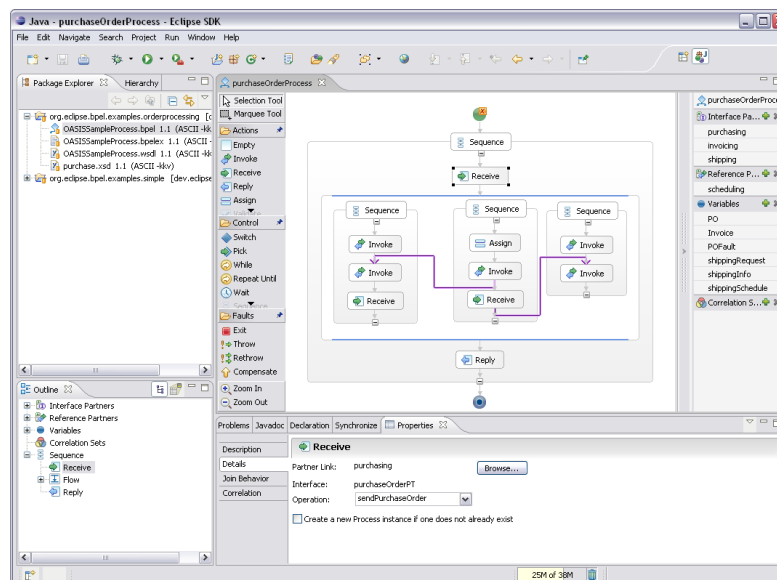 Java - purchaseOrderProcess - Eclipse SDK
File Edit Navigate Search Project Run Window Help
Package Explorer Hierarchy
org.eclipse.bpel.examples.orderprocessing [c
OASISSampleProcess.bpel 1.1 (ASCII -kk
OASISSampleProcess.bpelex 1.1 (ASCII -
OASISSampleProcess.wsdl 1.1 (ASCII -kk
purchase.xsd 1.1 (ASCII -kkv)
org.eclipse.bpel.examples.simple [dev.eclipse
Outline
Interface Partners
Reference Partners
Variables
Correlation Sets
Sequence
Receive
Flow
Reply
purchaseOrderProcess
Selection Tool
Marquee Tool
Actions
Empty
Invoke
Receive
Reply
Assign
Control
Switch
Pick
While
Repeat Until
Wait
Sequence
Faults
Exit
Throw
Rethrow
Compensate
Zoom In
Zoom Out
Sequence
Receive
Sequence Sequence Sequence
Invoke Assign Invoke
Invoke Invoke Invoke
Receive Receive
Reply
purchaseOrderProc
Interface Pa...
purchasing
invoicing
shipping
Reference P...
scheduling
Variables
PO
Invoice
POFault
shippingRequest
shippingInfo
shippingSchedule
Correlation S...
Problems Javadoc Declaration Synchronize Properties
Description
Details
Join Behavior
Correlation
Receive
Partner Link: purchasing Browse...
Interface: purchaseOrderPT
Operation: sendPurchaseOrder
Create a new Process instance if one does not already exist
25M of 38M